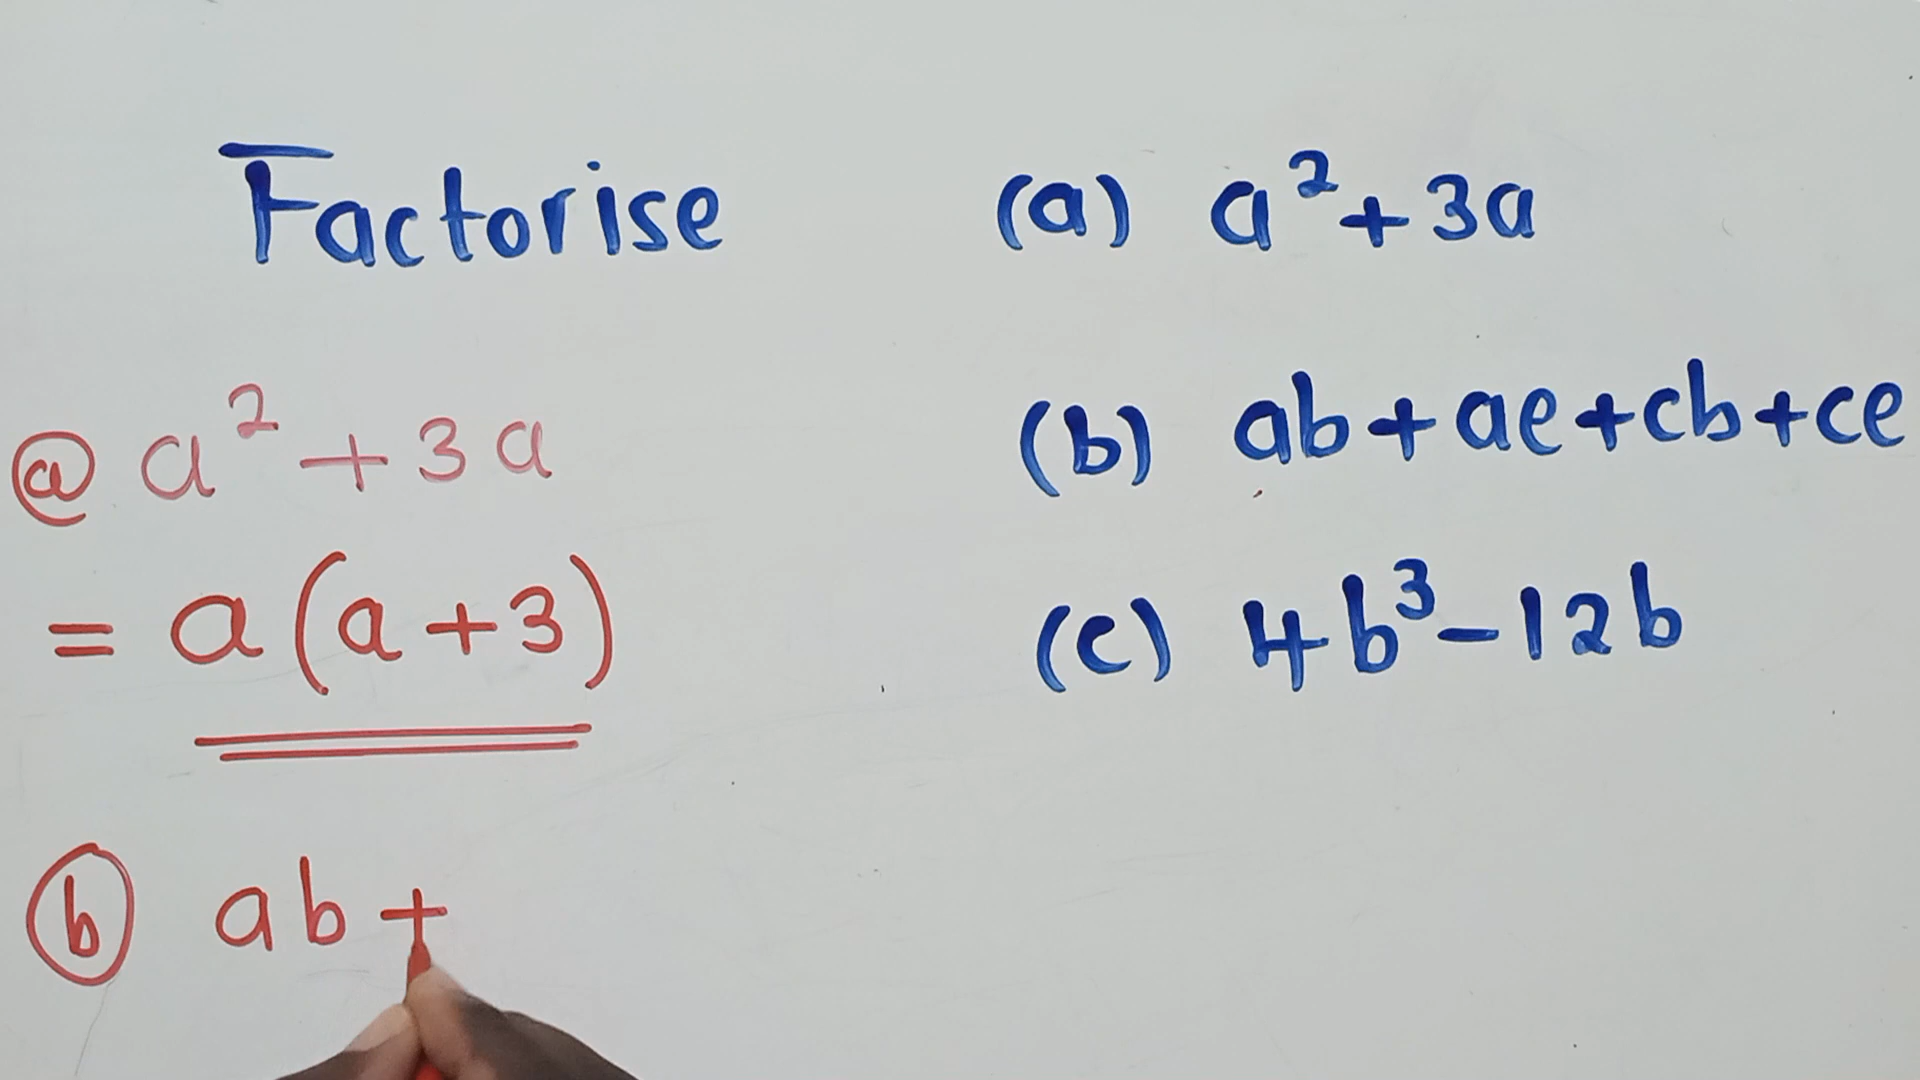 Factorise
(a) a²+3a
(b) ab+ae+cb+ce
(c) 4b³-12b
ⓐ a² + 3a
= a(a+3)
ⓑ ab +